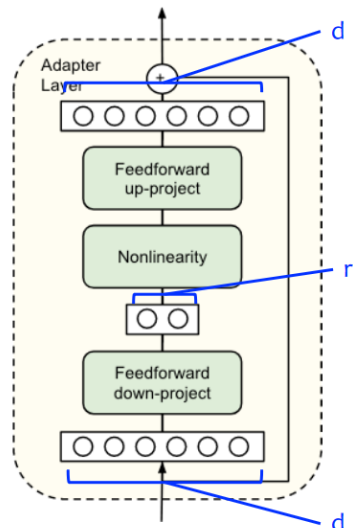 d
Adapter
Layer
+
Feedforward
up-project
Nonlinearity
r
Feedforward
down-project
d